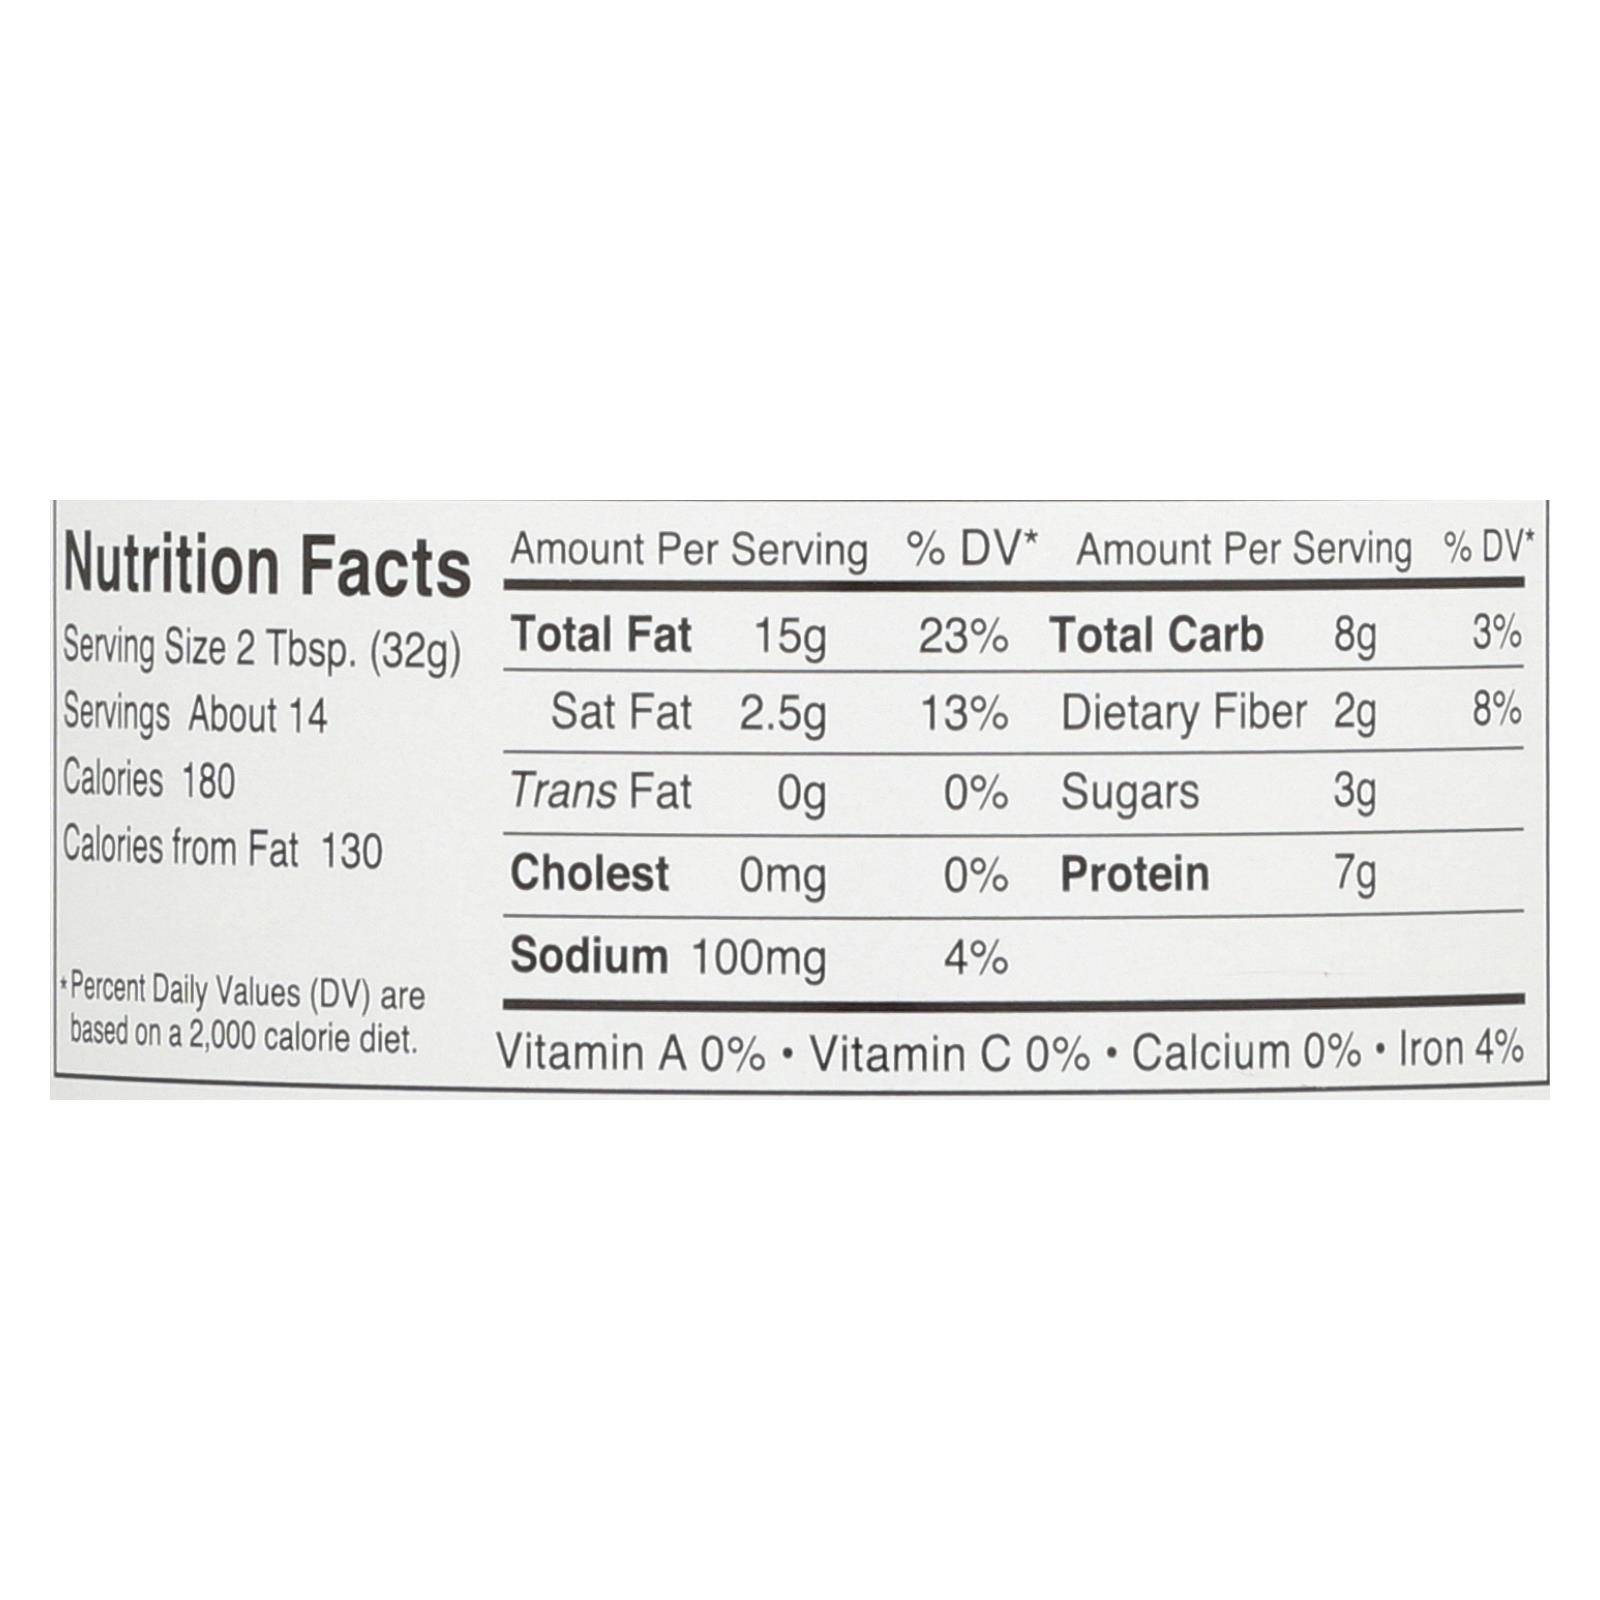 Nutrition Facts
Serving Size 2 Tbsp. (32g)
Servings About 14
Calories 180
Calories from Fat 130
*Percent Daily Values (DV) are
based on a 2,000 calorie diet.
Amount Per Serving % DV* Amount Per Serving % DV*
Total Fat 15g 23% Total Carb 8g 3%
Sat Fat 2.5g 13% Dietary Fiber 2g 8%
Trans Fat 0g 0% Sugars 3g
Cholest 0mg 0% Protein 7g
Sodium 100mg 4%
Vitamin A 0% • Vitamin C 0% • Calcium 0% • Iron 4%